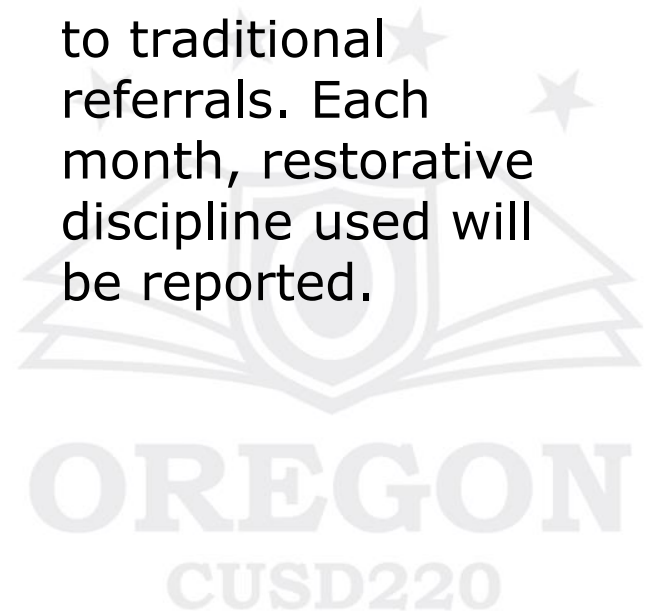 to traditional
referrals. Each
month, restorative
discipline used will
be reported.
OREGON
CUSD220